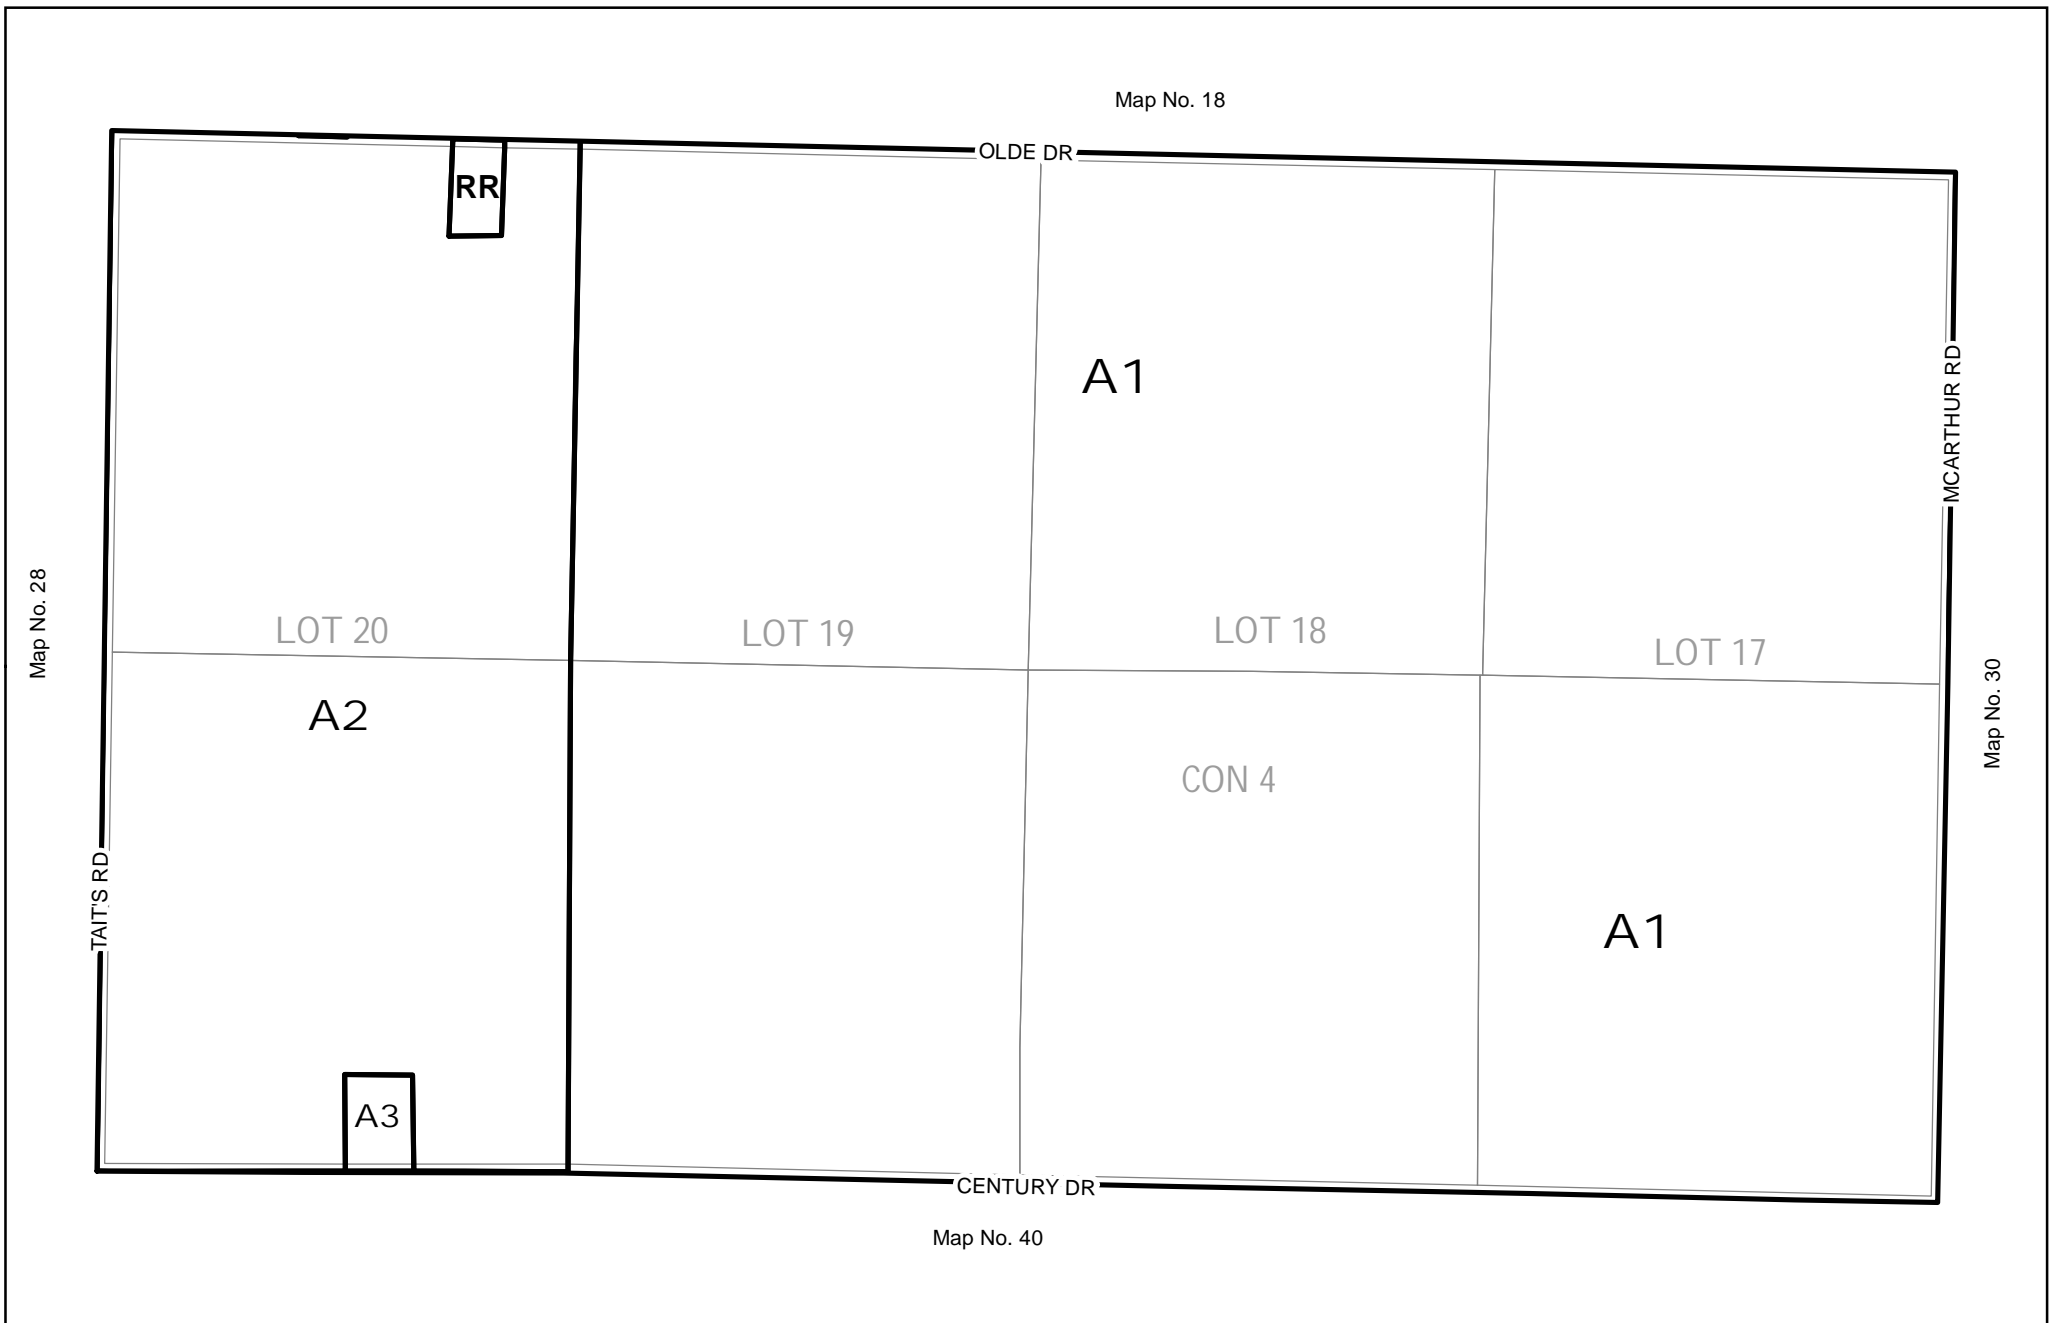 Map No. 18
OLDE DR
RR
A1
MCARTHUR RD
Map No. 28
LOT 20
LOT 19
LOT 18
LOT 17
A2
Map No. 30
CON 4
TAIT'S RD
A1
A3
CENTURY DR
Map No. 40